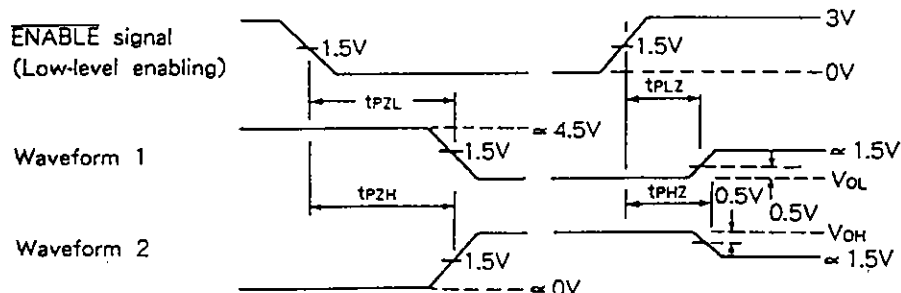 ENABLE signal
(Low-level enabling)
1.5V
1.5V
3V
0V
tPZL
tPLZ
≃ 4.5V
Waveform 1
1.5V
≃ 1.5V
VOL
tPZH
tPHZ
0.5V
0.5V
Waveform 2
1.5V
VOH
≃ 1.5V
≃ 0V